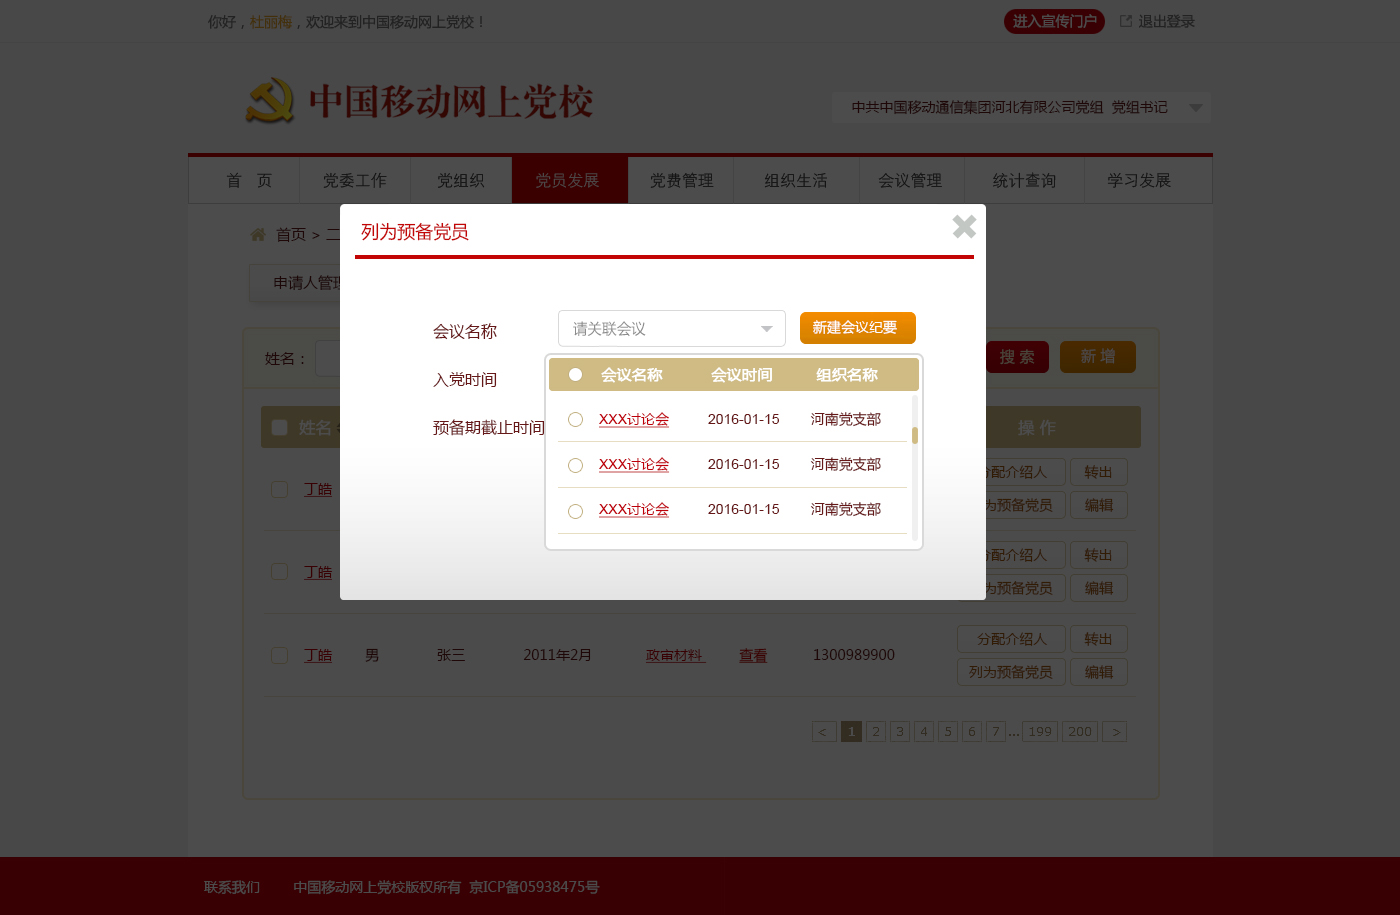 你好，杜丽梅，欢迎来到中国移动网上党校！
进入宣传门户 退出登录
中国移动网上党校
中共中国移动通信集团河北有限公司党组 党组书记
首 页 党委工作 党组织 党员发展 党费管理 组织生活 会议管理 统计查询 学习发展
首页 > 二
申请人管理
列为预备党员
会议名称 请关联会议 新建会议纪要
入党时间
预备期截止时间
会议名称 会议时间 组织名称
XXX讨论会 2016-01-15 河南党支部
XXX讨论会 2016-01-15 河南党支部
XXX讨论会 2016-01-15 河南党支部
姓名： 搜 索 新 增
姓名 操 作
丁皓 分配介绍人 转出
为预备党员 编辑
丁皓 分配介绍人 转出
为预备党员 编辑
丁皓 男 张三 2011年2月 政审材料 查看 1300989900 分配介绍人 转出
列为预备党员 编辑
< 1 2 3 4 5 6 7 ... 199 200 >
联系我们 中国移动网上党校版权所有 京ICP备05938475号